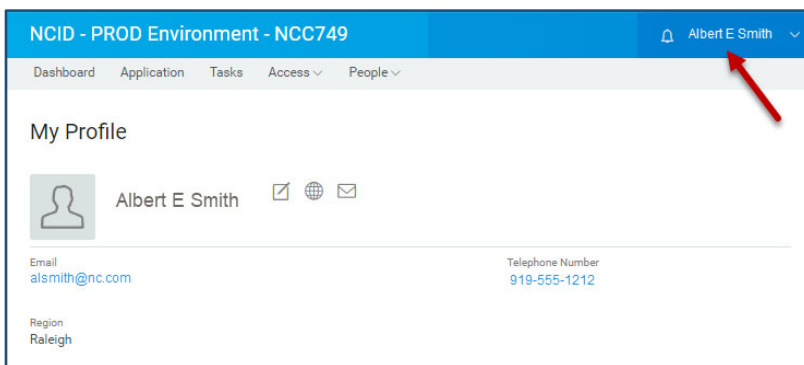 NCID - PROD Environment - NCC749 Albert E Smith
Dashboard Application Tasks Access People
My Profile
Albert E Smith
Email Telephone Number
alsmith@nc.com 919-555-1212
Region
Raleigh